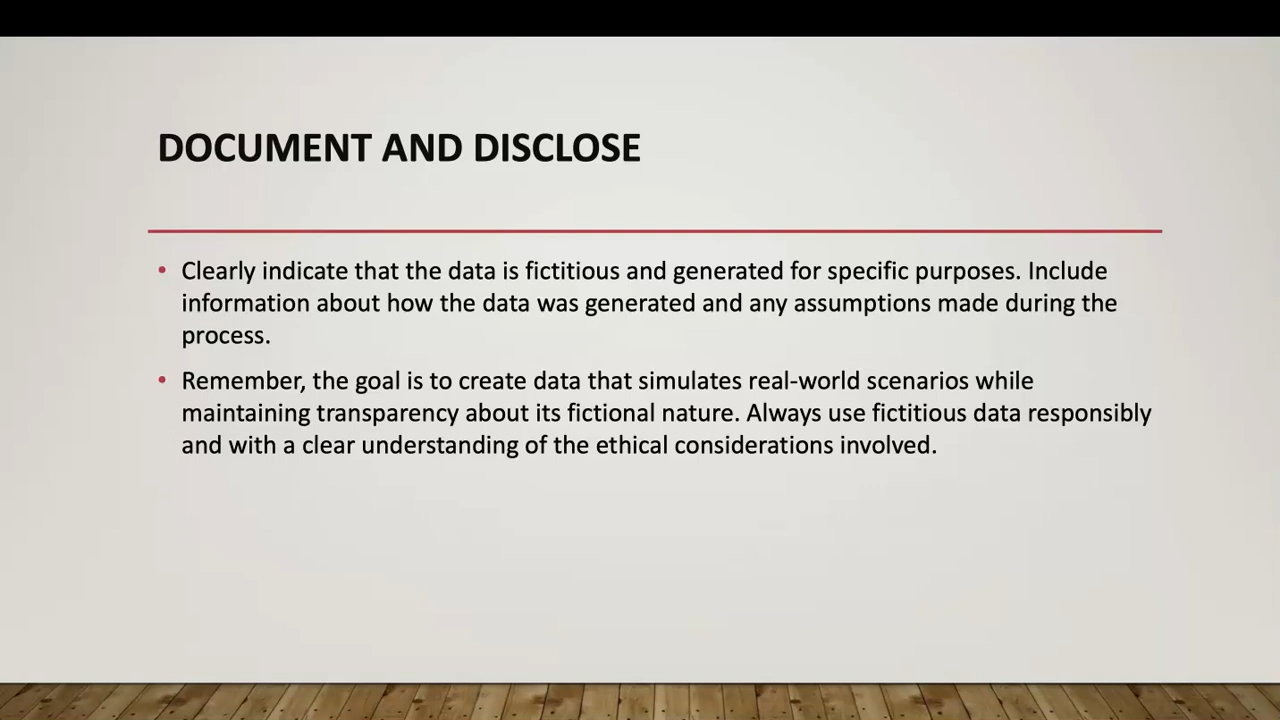 DOCUMENT AND DISCLOSE
• Clearly indicate that the data is fictitious and generated for specific purposes. Include
information about how the data was generated and any assumptions made during the
process.
• Remember, the goal is to create data that simulates real-world scenarios while
maintaining transparency about its fictional nature. Always use fictitious data responsibly
and with a clear understanding of the ethical considerations involved.